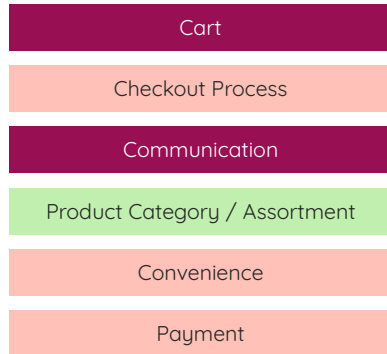 Cart
Checkout Process
Communication
Product Category / Assortment
Convenience
Payment